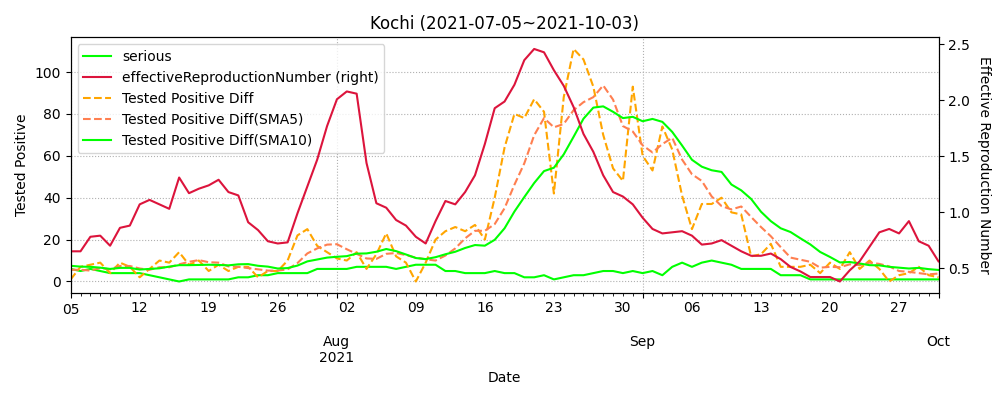 Kochi (2021-07-05~2021-10-03)
serious
effectiveReproductionNumber (right)
Tested Positive Diff
Tested Positive Diff(SMA5)
Tested Positive Diff(SMA10)
Tested Positive
100
80
60
40
20
0
2.5
2.0
1.5
1.0
0.5
Effective Reproduction Number
05 12 19 26 02 09 16 23 30 06 13 20 27
Aug Sep Oct
2021
Date